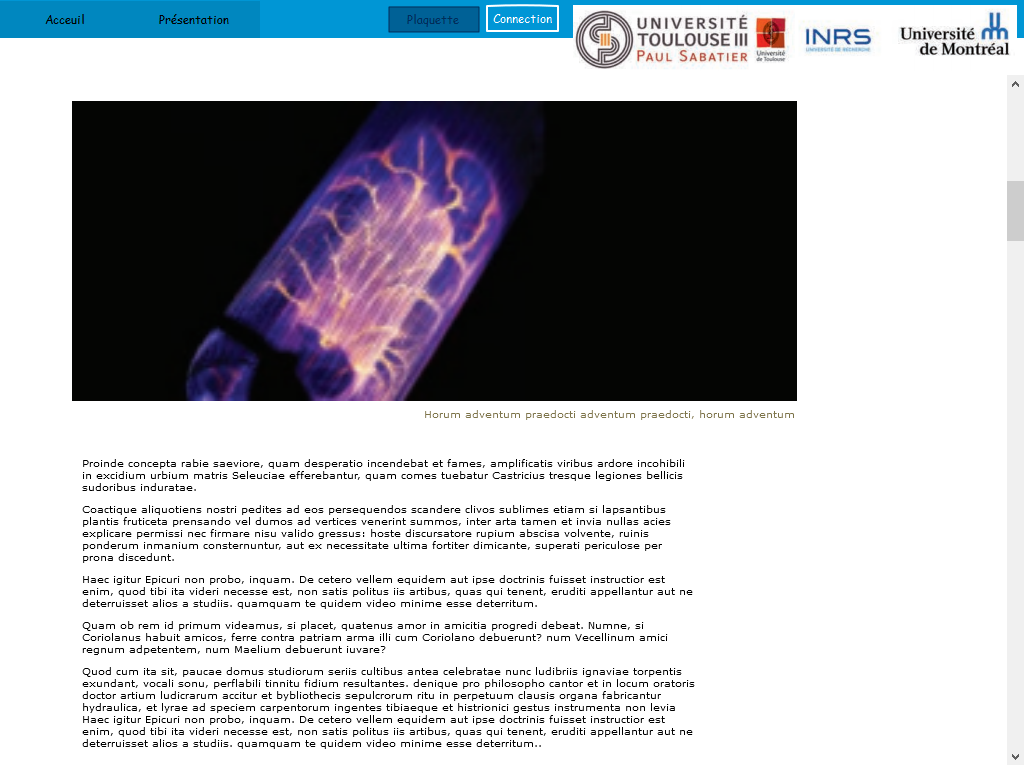 Acceuil
Présentation
Plaquette
Connection
UNIVERSITÉ
TOULOUSE III
PAUL SABATIER
Université
de Toulouse
INRS
UNIVERSITÉ DE RECHERCHE
Université
de Montréal
Horum adventum praedocti adventum praedocti, horum adventum
Proinde concepta rabie saeviore, quam desperatio incendebat et fames, amplificatis viribus ardore incohibili
in excidium urbium matris Seleuciae efferebantur, quam comes tuebatur Castricius tresque legiones bellicis
sudoribus induratae.
Coactique aliquotiens nostri pedites ad eos persequendos scandere clivos sublimes etiam si lapsantibus
plantis fruticeta prensando vel dumos ad vertices venerint summos, inter arta tamen et invia nullas acies
explicare permissi nec firmare nisu valido gressus: hoste discursatore rupium abscisa volvente, ruinis
ponderum inmanium consternuntur, aut ex necessitate ultima fortiter dimicante, superati periculose per
prona discedunt.
Haec igitur Epicuri non probo, inquam. De cetero vellem equidem aut ipse doctrinis fuisset instructior est
enim, quod tibi ita videri necesse est, non satis politus iis artibus, quas qui tenent, eruditi appellantur aut ne
deterruisset alios a studiis. quamquam te quidem video minime esse deterritum.
Quam ob rem id primum videamus, si placet, quatenus amor in amicitia progredi debeat. Numne, si
Coriolanus habuit amicos, ferre contra patriam arma illi cum Coriolano debuerunt? num Vecellinum amici
regnum adpetentem, num Maelium debuerunt iuvare?
Quod cum ita sit, paucae domus studiorum seriis cultibus antea celebratae nunc ludibriis ignaviae torpentis
exundant, vocali sonu, perflabili tinnitu fidium resultantes. denique pro philosopho cantor et in locum oratoris
doctor artium ludicrarum accitur et bybliothecis sepulcrorum ritu in perpetuum clausis organa fabricantur
hydraulica, et lyrae ad speciem carpentorum ingentes tibiaeque et histrionici gestus instrumenta non levia
Haec igitur Epicuri non probo, inquam. De cetero vellem equidem aut ipse doctrinis fuisset instructior est
enim, quod tibi ita videri necesse est, non satis politus iis artibus, quas qui tenent, eruditi appellantur aut ne
deterruisset alios a studiis. quamquam te quidem video minime esse deterritum..